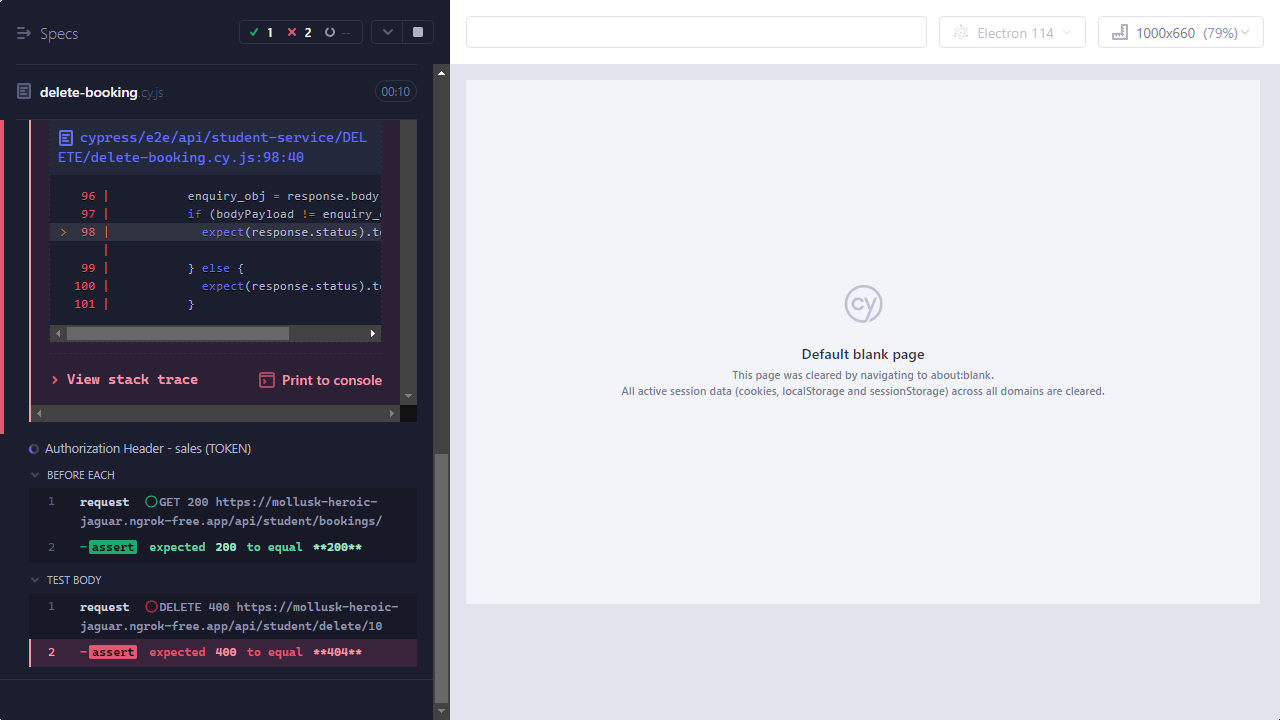 Specs
1 2 --
Electron 114
1000x660 (79%)
delete-booking.cy.js
00:10
cypress/e2e/api/student-service/DEL
ETE/delete-booking.cy.js:98:40
96 | enquiry_obj = response.body
97 | if (bodyPayload != enquiry_
> 98 | expect(response.status).t
|
99 | } else {
100 | expect(response.status).t
101 | }
> View stack trace
Print to console
Authorization Header - sales (TOKEN)
BEFORE EACH
1 request GET 200 https://mollusk-heroic-
jaguar.ngrok-free.app/api/student/bookings/
2 -assert expected 200 to equal **200**
TEST BODY
1 request DELETE 400 https://mollusk-heroic-
jaguar.ngrok-free.app/api/student/delete/10
2 -assert expected 400 to equal **404**
cy
Default blank page
This page was cleared by navigating to about:blank.
All active session data (cookies, localStorage and sessionStorage) across all domains are cleared.